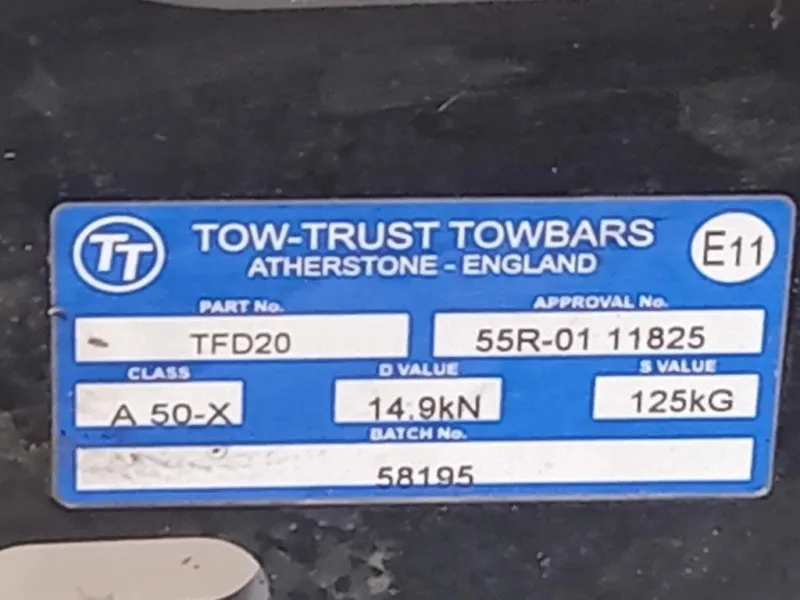 TT
TOW-TRUST TOWBARS
E11
ATHERSTONE - ENGLAND
PART No.
APPROVAL No.
TFD20
55R-01 11825
CLASS
D VALUE
S VALUE
A 50-X
14.9kN
125kG
BATCH No.
58195